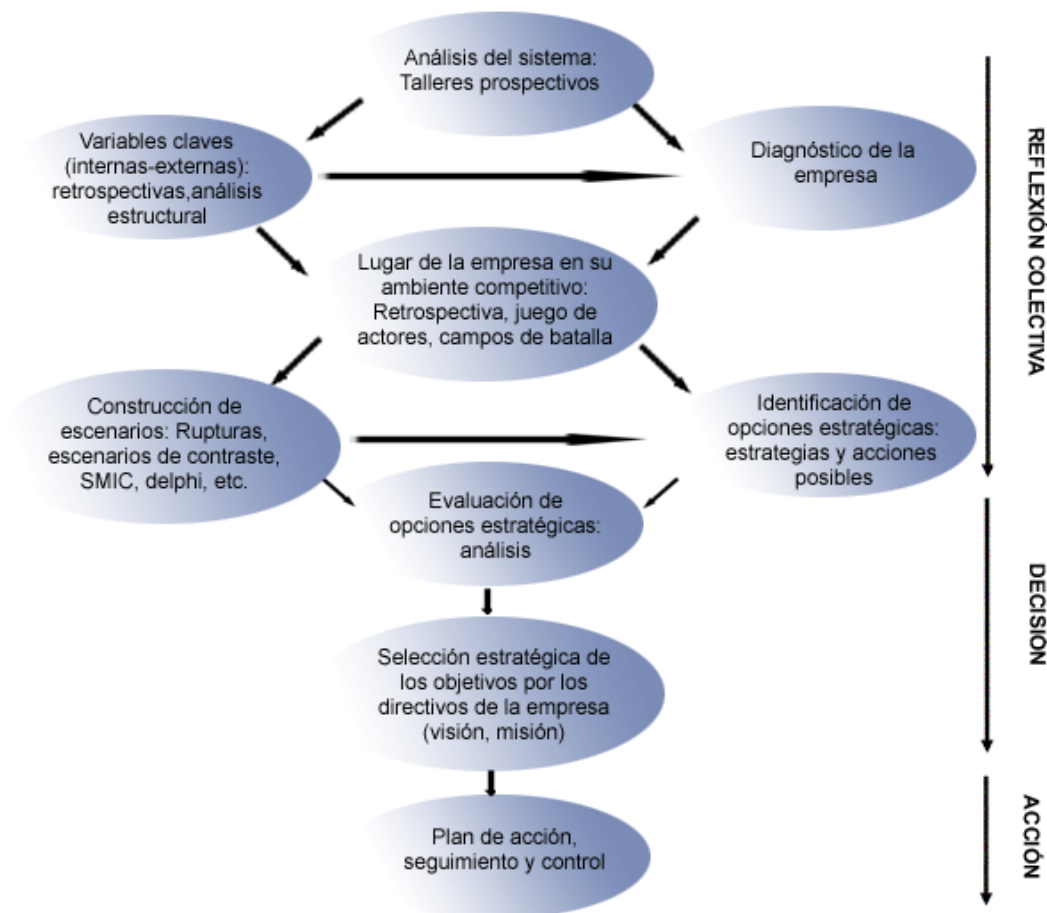 Análisis del sistema:
Talleres prospectivos
Variables claves
(internas-externas):
retrospectivas,análisis
estructural
Diagnóstico de la
empresa
Lugar de la empresa en su
ambiente competitivo:
Retrospectiva, juego de
actores, campos de batalla
Construcción de
escenarios: Rupturas,
escenarios de contraste,
SMIC, delphi, etc.
Identificación de
opciones estratégicas:
estrategias y acciones
posibles
Evaluación de
opciones estratégicas:
análisis
Selección estratégica de
los objetivos por los
directivos de la empresa
(visión, misión)
Plan de acción,
seguimiento y control
REFLEXIÓN COLECTIVA
DECISION
ACCIÓN